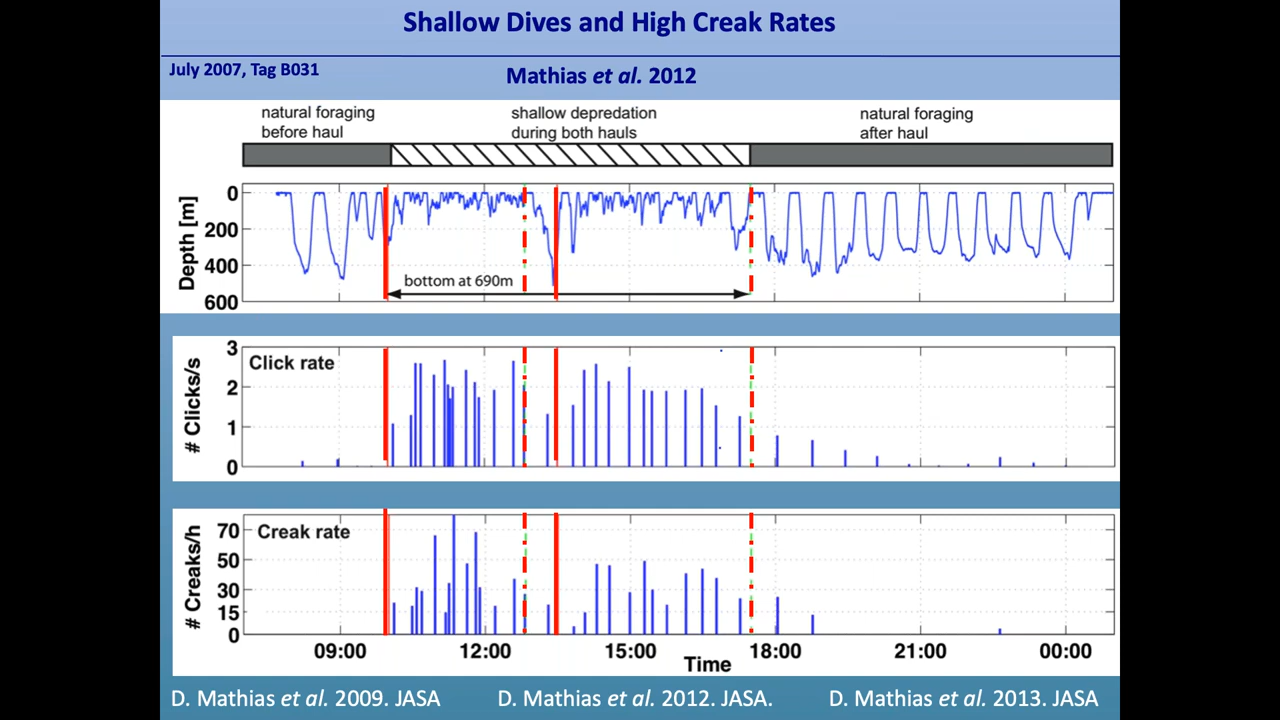 Shallow Dives and High Creak Rates
July 2007, Tag B031
Mathias et al. 2012
natural foraging
before haul
shallow depredation
during both hauls
natural foraging
after haul
Depth [m]
0
200
400
600
bottom at 690m
# Clicks/s
3
2
1
0
Click rate
# Creaks/h
70
50
30
15
0
Creak rate
09:00 12:00 15:00 18:00 21:00 00:00
Time
D. Mathias et al. 2009. JASA D. Mathias et al. 2012. JASA. D. Mathias et al. 2013. JASA